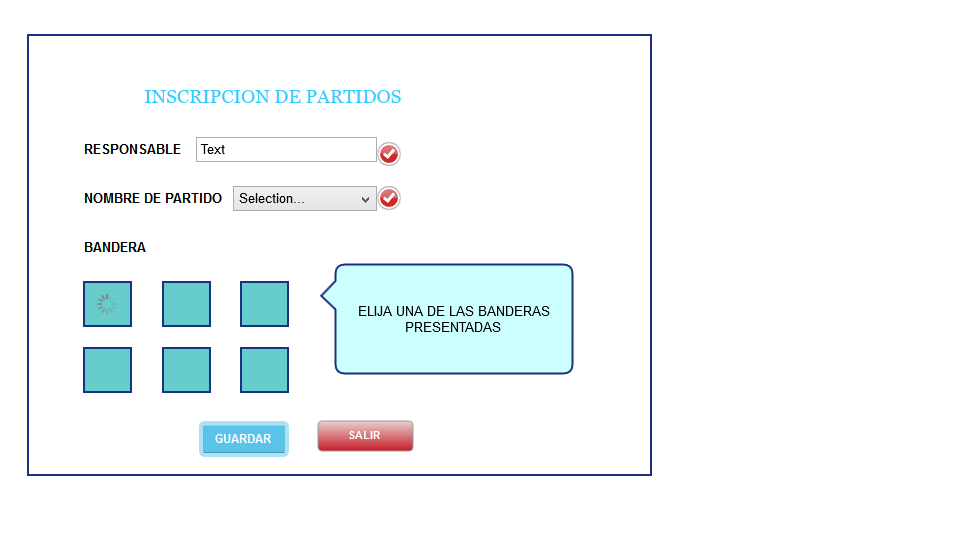 INSCRIPCION DE PARTIDOS
RESPONSABLE Text
NOMBRE DE PARTIDO Selection...
BANDERA
ELIJA UNA DE LAS BANDERAS
PRESENTADAS
GUARDAR SALIR